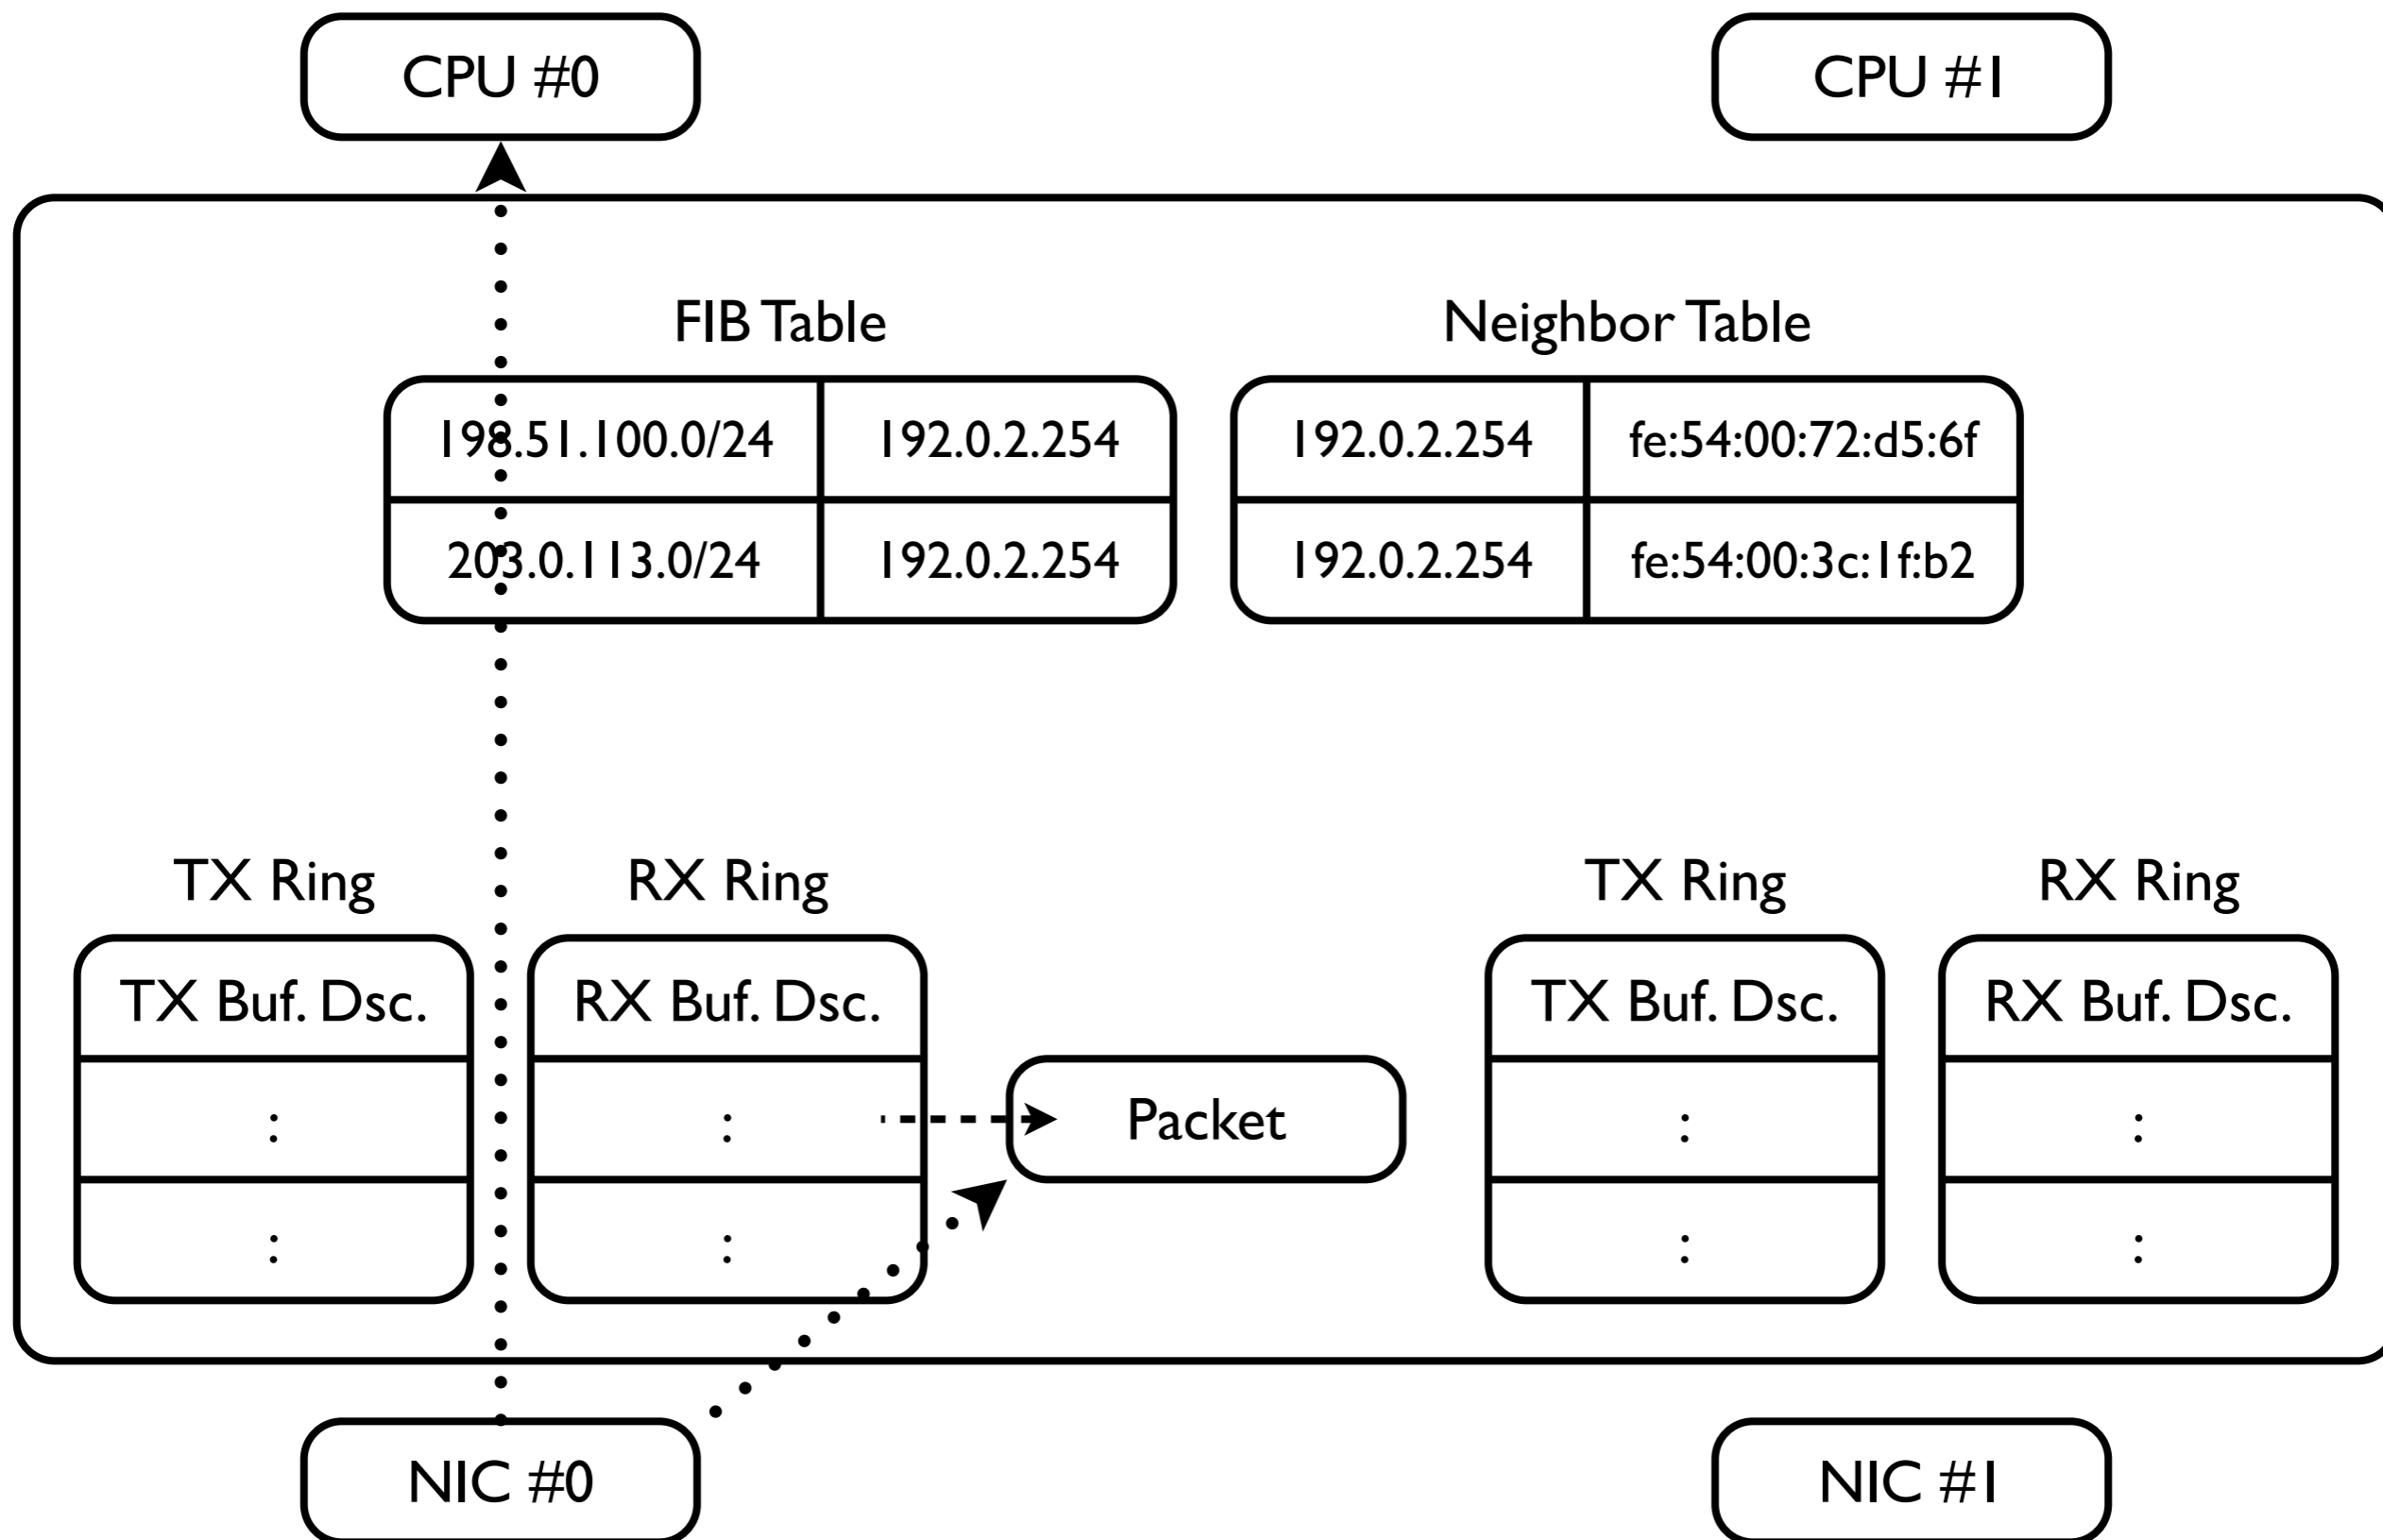 CPU #0
CPU #1
FIB Table
Neighbor Table
198.51.100.0/24 192.0.2.254
192.0.2.254 fe:54:00:72:d5:6f
203.0.113.0/24 192.0.2.254
192.0.2.254 fe:54:00:3c:1f:b2
TX Ring
RX Ring
TX Ring
RX Ring
TX Buf. Dsc.
RX Buf. Dsc.
TX Buf. Dsc.
RX Buf. Dsc.
:
:
Packet
:
:
:
:
:
:
NIC #0
NIC #1